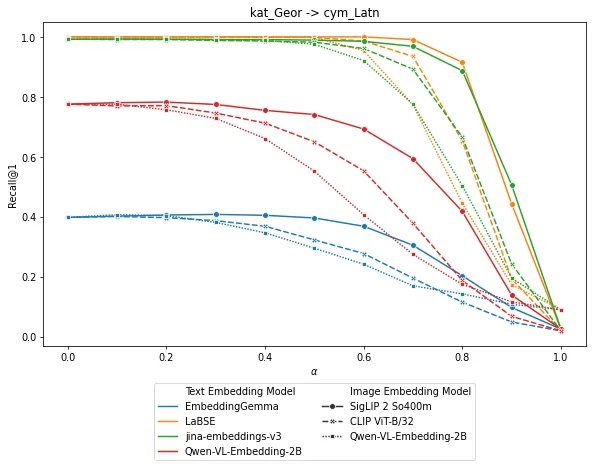 kat_Geor -> cym_Latn
1.0
0.8
0.6
0.4
0.2
0.0
Recall@1
0.0 0.2 0.4 0.6 0.8 1.0
α
Text Embedding Model
EmbeddingGemma
LaBSE
jina-embeddings-v3
Qwen-VL-Embedding-2B
Image Embedding Model
SigLIP 2 So400m
CLIP ViT-B/32
Qwen-VL-Embedding-2B